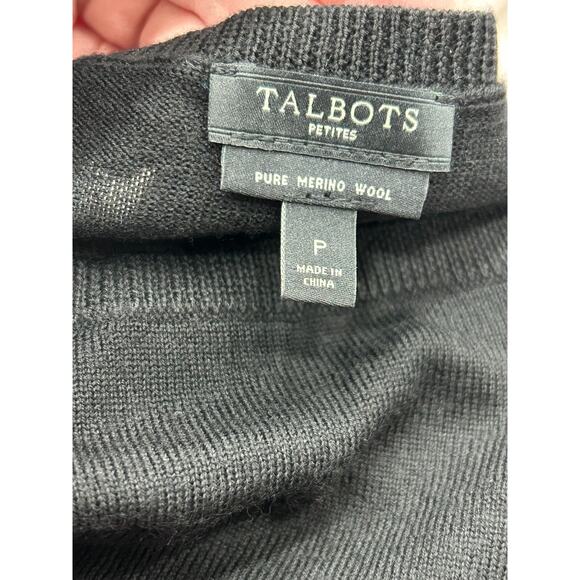 TALBOTS
PETITES
PURE MERINO WOOL
P
MADE IN
CHINA